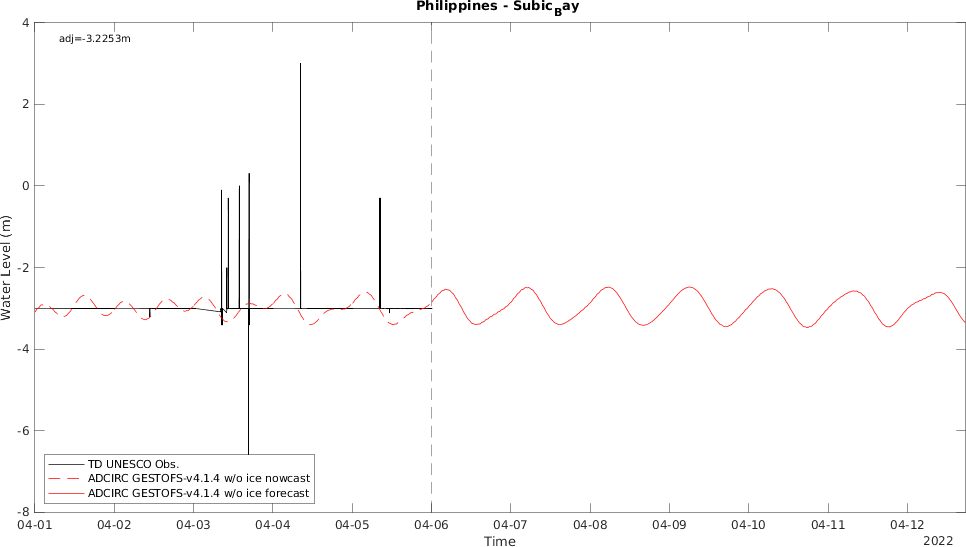 Philippines - Subic_Bay
adj=-3.2253m
4
2
0
-2
-4
-6
-8
Water Level (m)
TD UNESCO Obs.
ADCIRC GESTOFS-v4.1.4 w/o ice nowcast
ADCIRC GESTOFS-v4.1.4 w/o ice forecast
04-01 04-02 04-03 04-04 04-05 04-06 04-07 04-08 04-09 04-10 04-11 04-12
Time
2022